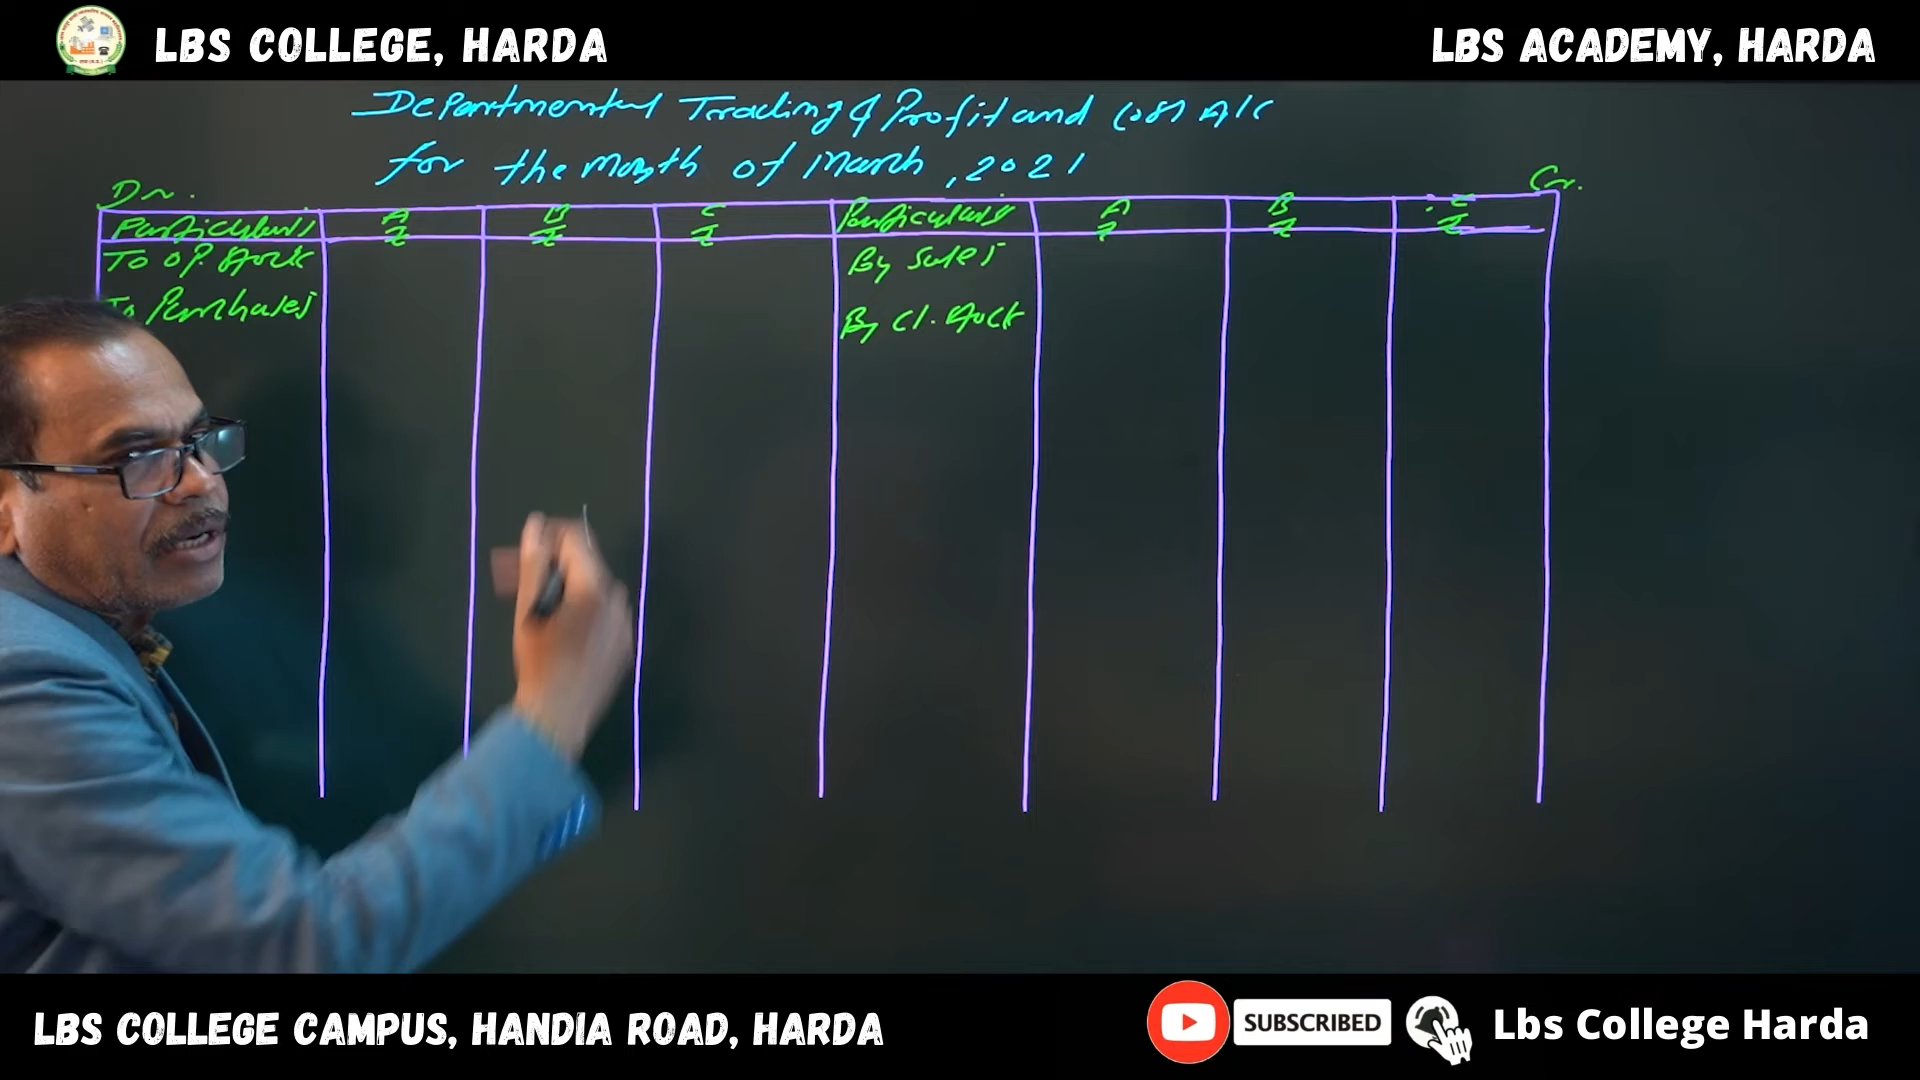 LBS COLLEGE, HARDA
LBS ACADEMY, HARDA
Departmental Trading & Profit and Loss A/c
for the Month of March, 2021
Dr.
Cr.
Particulars A B C Particulars A B C
₹ ₹ ₹ ₹ ₹ ₹
To Op. Stock
By Sales
To Purchases
By Cl. Stock
LBS COLLEGE CAMPUS, HANDIA ROAD, HARDA
SUBSCRIBED
Lbs College Harda